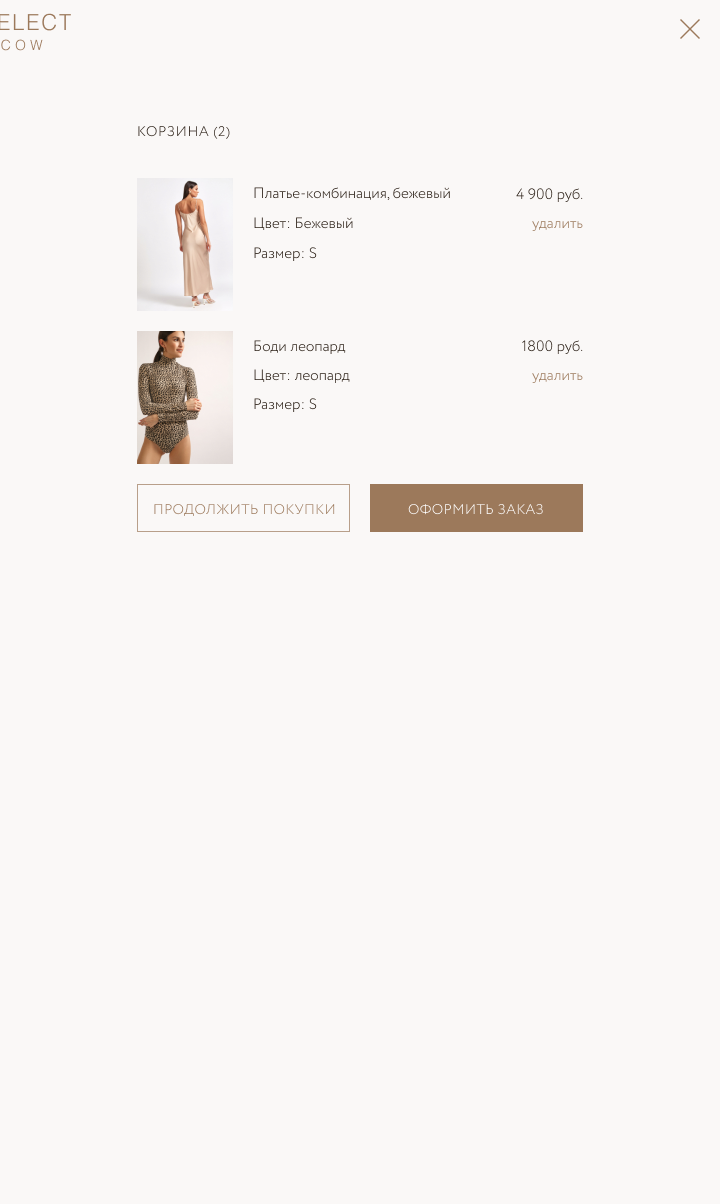 ELECT
COW
КОРЗИНА (2)
Платье-комбинация, бежевый
4 900 руб.
Цвет: Бежевый
удалить
Размер: S
Боди леопард
1800 руб.
Цвет: леопард
удалить
Размер: S
ПРОДОЛЖИТЬ ПОКУПКИ
ОФОРМИТЬ ЗАКАЗ